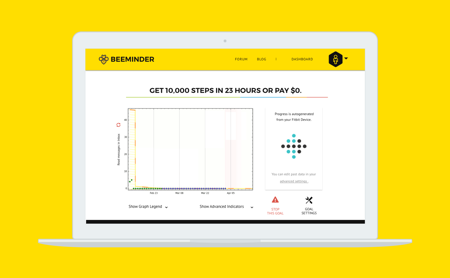 BEEMINDER
FORUM BLOG DASHBOARD
GET 10,000 STEPS IN 23 HOURS OR PAY $0.
Progress is autogenerated
from your Fitbit Device.
You can edit your data in your
advanced settings.
Show Graph Legend
Show Advanced Indicators
STOP
THIS GOAL
GOAL
SETTINGS